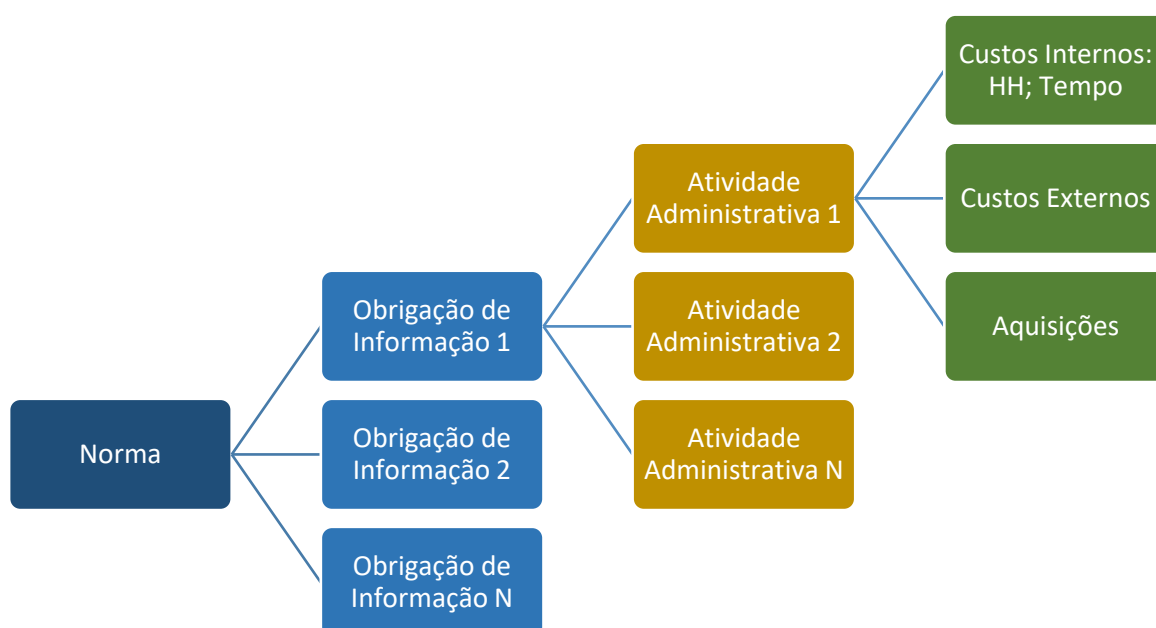 Norma
Obrigação de
Informação 1
Obrigação de
Informação 2
Obrigação de
Informação N
Atividade
Administrativa 1
Atividade
Administrativa 2
Atividade
Administrativa N
Custos Internos:
HH; Tempo
Custos Externos
Aquisições